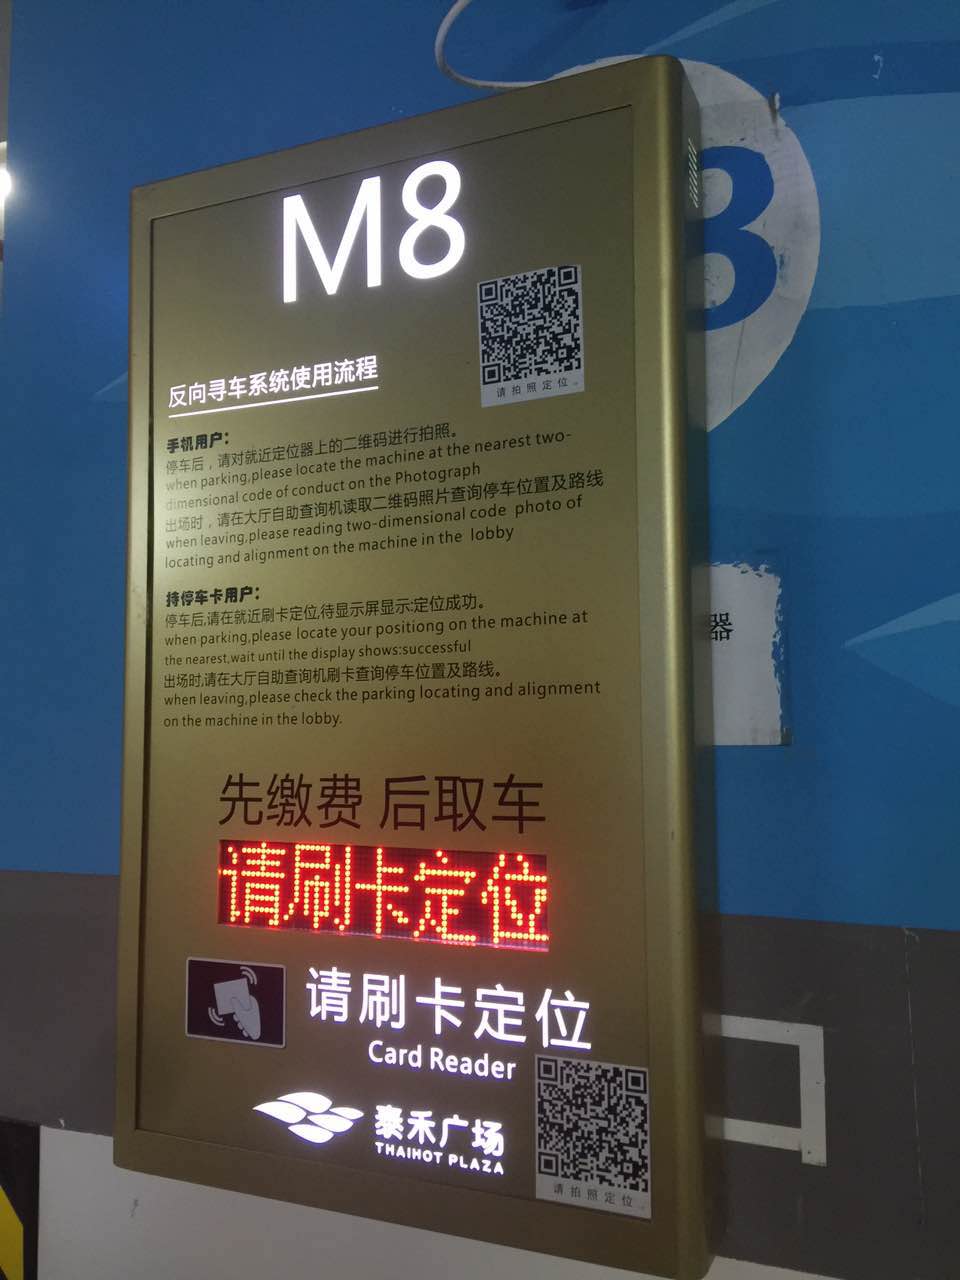 M8
8
请拍照定位
反向寻车系统使用流程
手机用户：
停车后，请对就近定位器上的二维码进行拍照。
when parking,please locate the machine at the nearest two-
dimensional code of conduct on the Photograph
出场时，请在大厅自助查询机读取二维码照片查询停车位置及路线
when leaving,please reading two-dimensional code photo of
locating and alignment on the machine in the lobby
持停车卡用户：
停车后,请在就近刷卡定位,待显示屏显示:定位成功。
when parking,please locate your positiong on the machine at
the nearest,wait until the display shows:successful
出场时,请在大厅自助查询机刷卡查询停车位置及路线。
when leaving,please check the parking locating and alignment
on the machine in the lobby.
器
先缴费 后取车
请刷卡定位
请刷卡定位
Card Reader
泰禾广场
THAIHOT PLAZA
请拍照定位